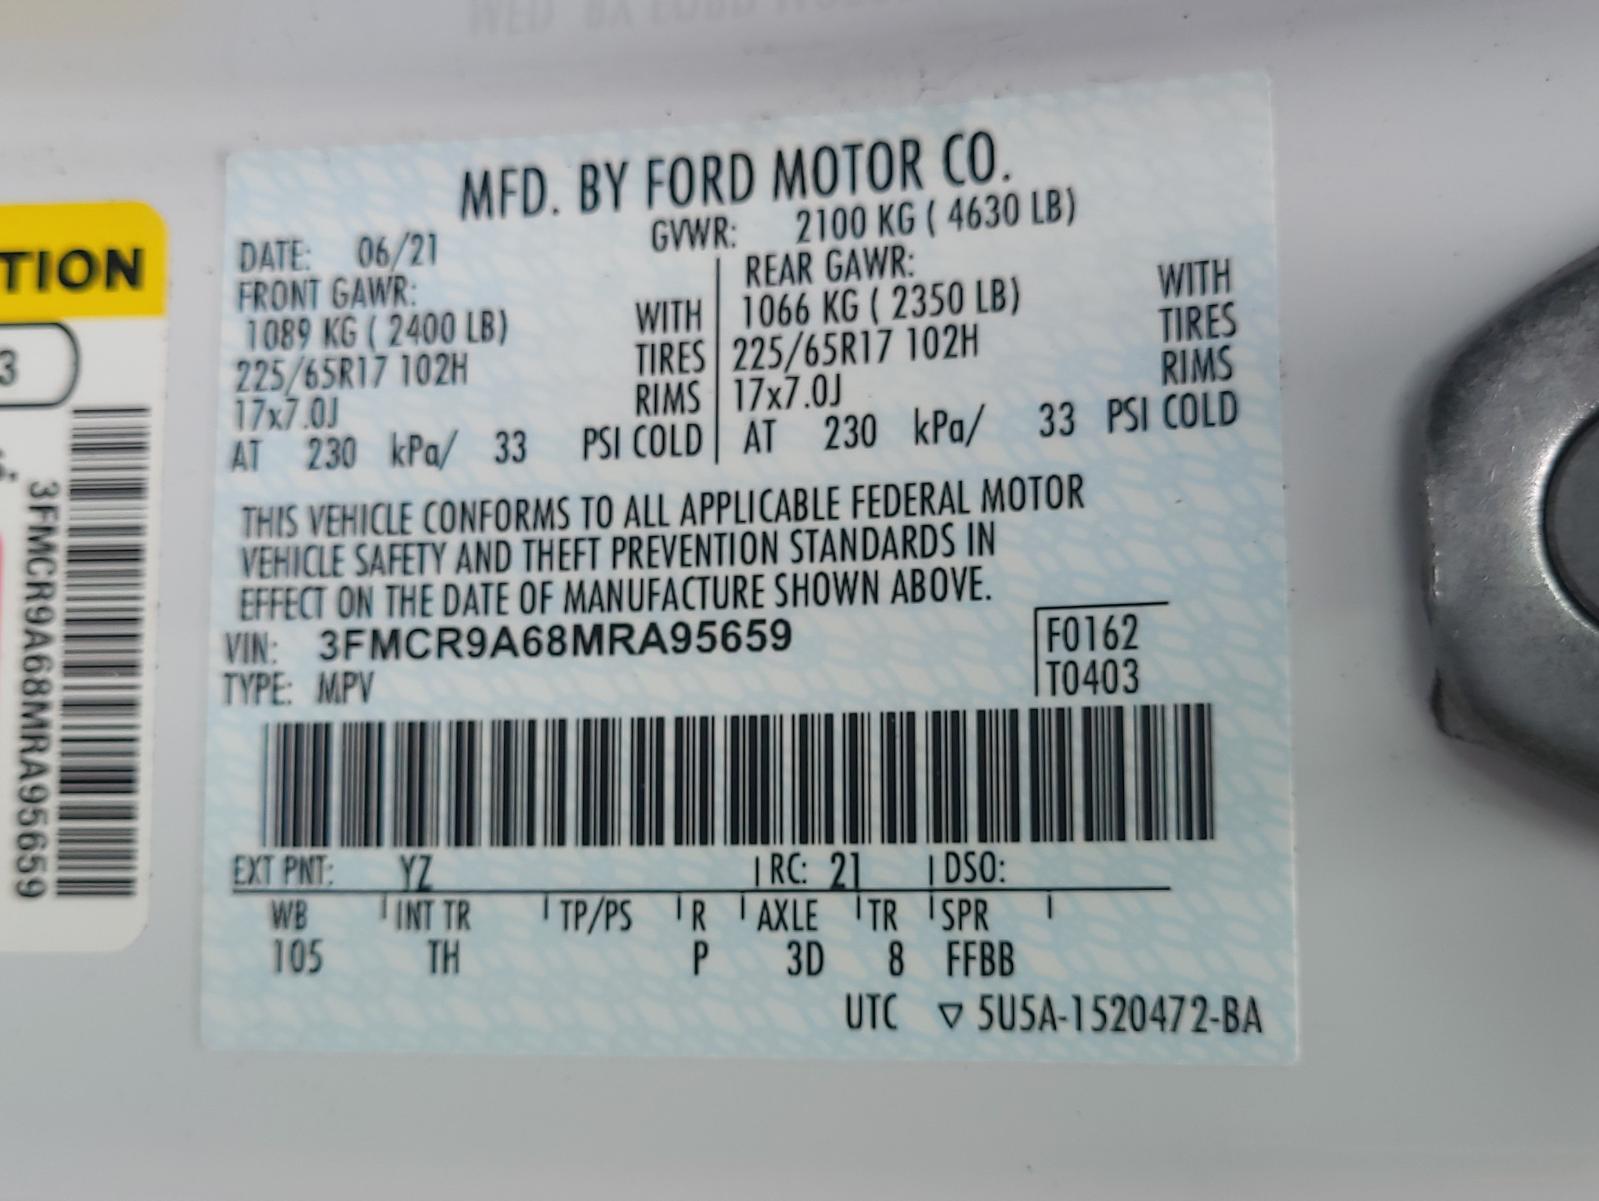 MFD. BY FORD MOTOR CO.
DATE: 06/21 GVWR: 2100 KG ( 4630 LB)
FRONT GAWR: REAR GAWR:
1089 KG ( 2400 LB) WITH 1066 KG ( 2350 LB) WITH
225/65R17 102H TIRES 225/65R17 102H TIRES
17x7.0J RIMS 17x7.0J RIMS
AT 230 kPa/ 33 PSI COLD AT 230 kPa/ 33 PSI COLD
THIS VEHICLE CONFORMS TO ALL APPLICABLE FEDERAL MOTOR
VEHICLE SAFETY AND THEFT PREVENTION STANDARDS IN
EFFECT ON THE DATE OF MANUFACTURE SHOWN ABOVE.
VIN: 3FMCR9A68MRA95659 F0162
TYPE: MPV T0403
EXT PNT: YZ RC: 21 DSO:
WB INT TR TP/PS R AXLE TR SPR
105 TH P 3D 8 FFBB
UTC ▽ 5U5A-1520472-BA
TION
3
3FMCR9A68MRA95659